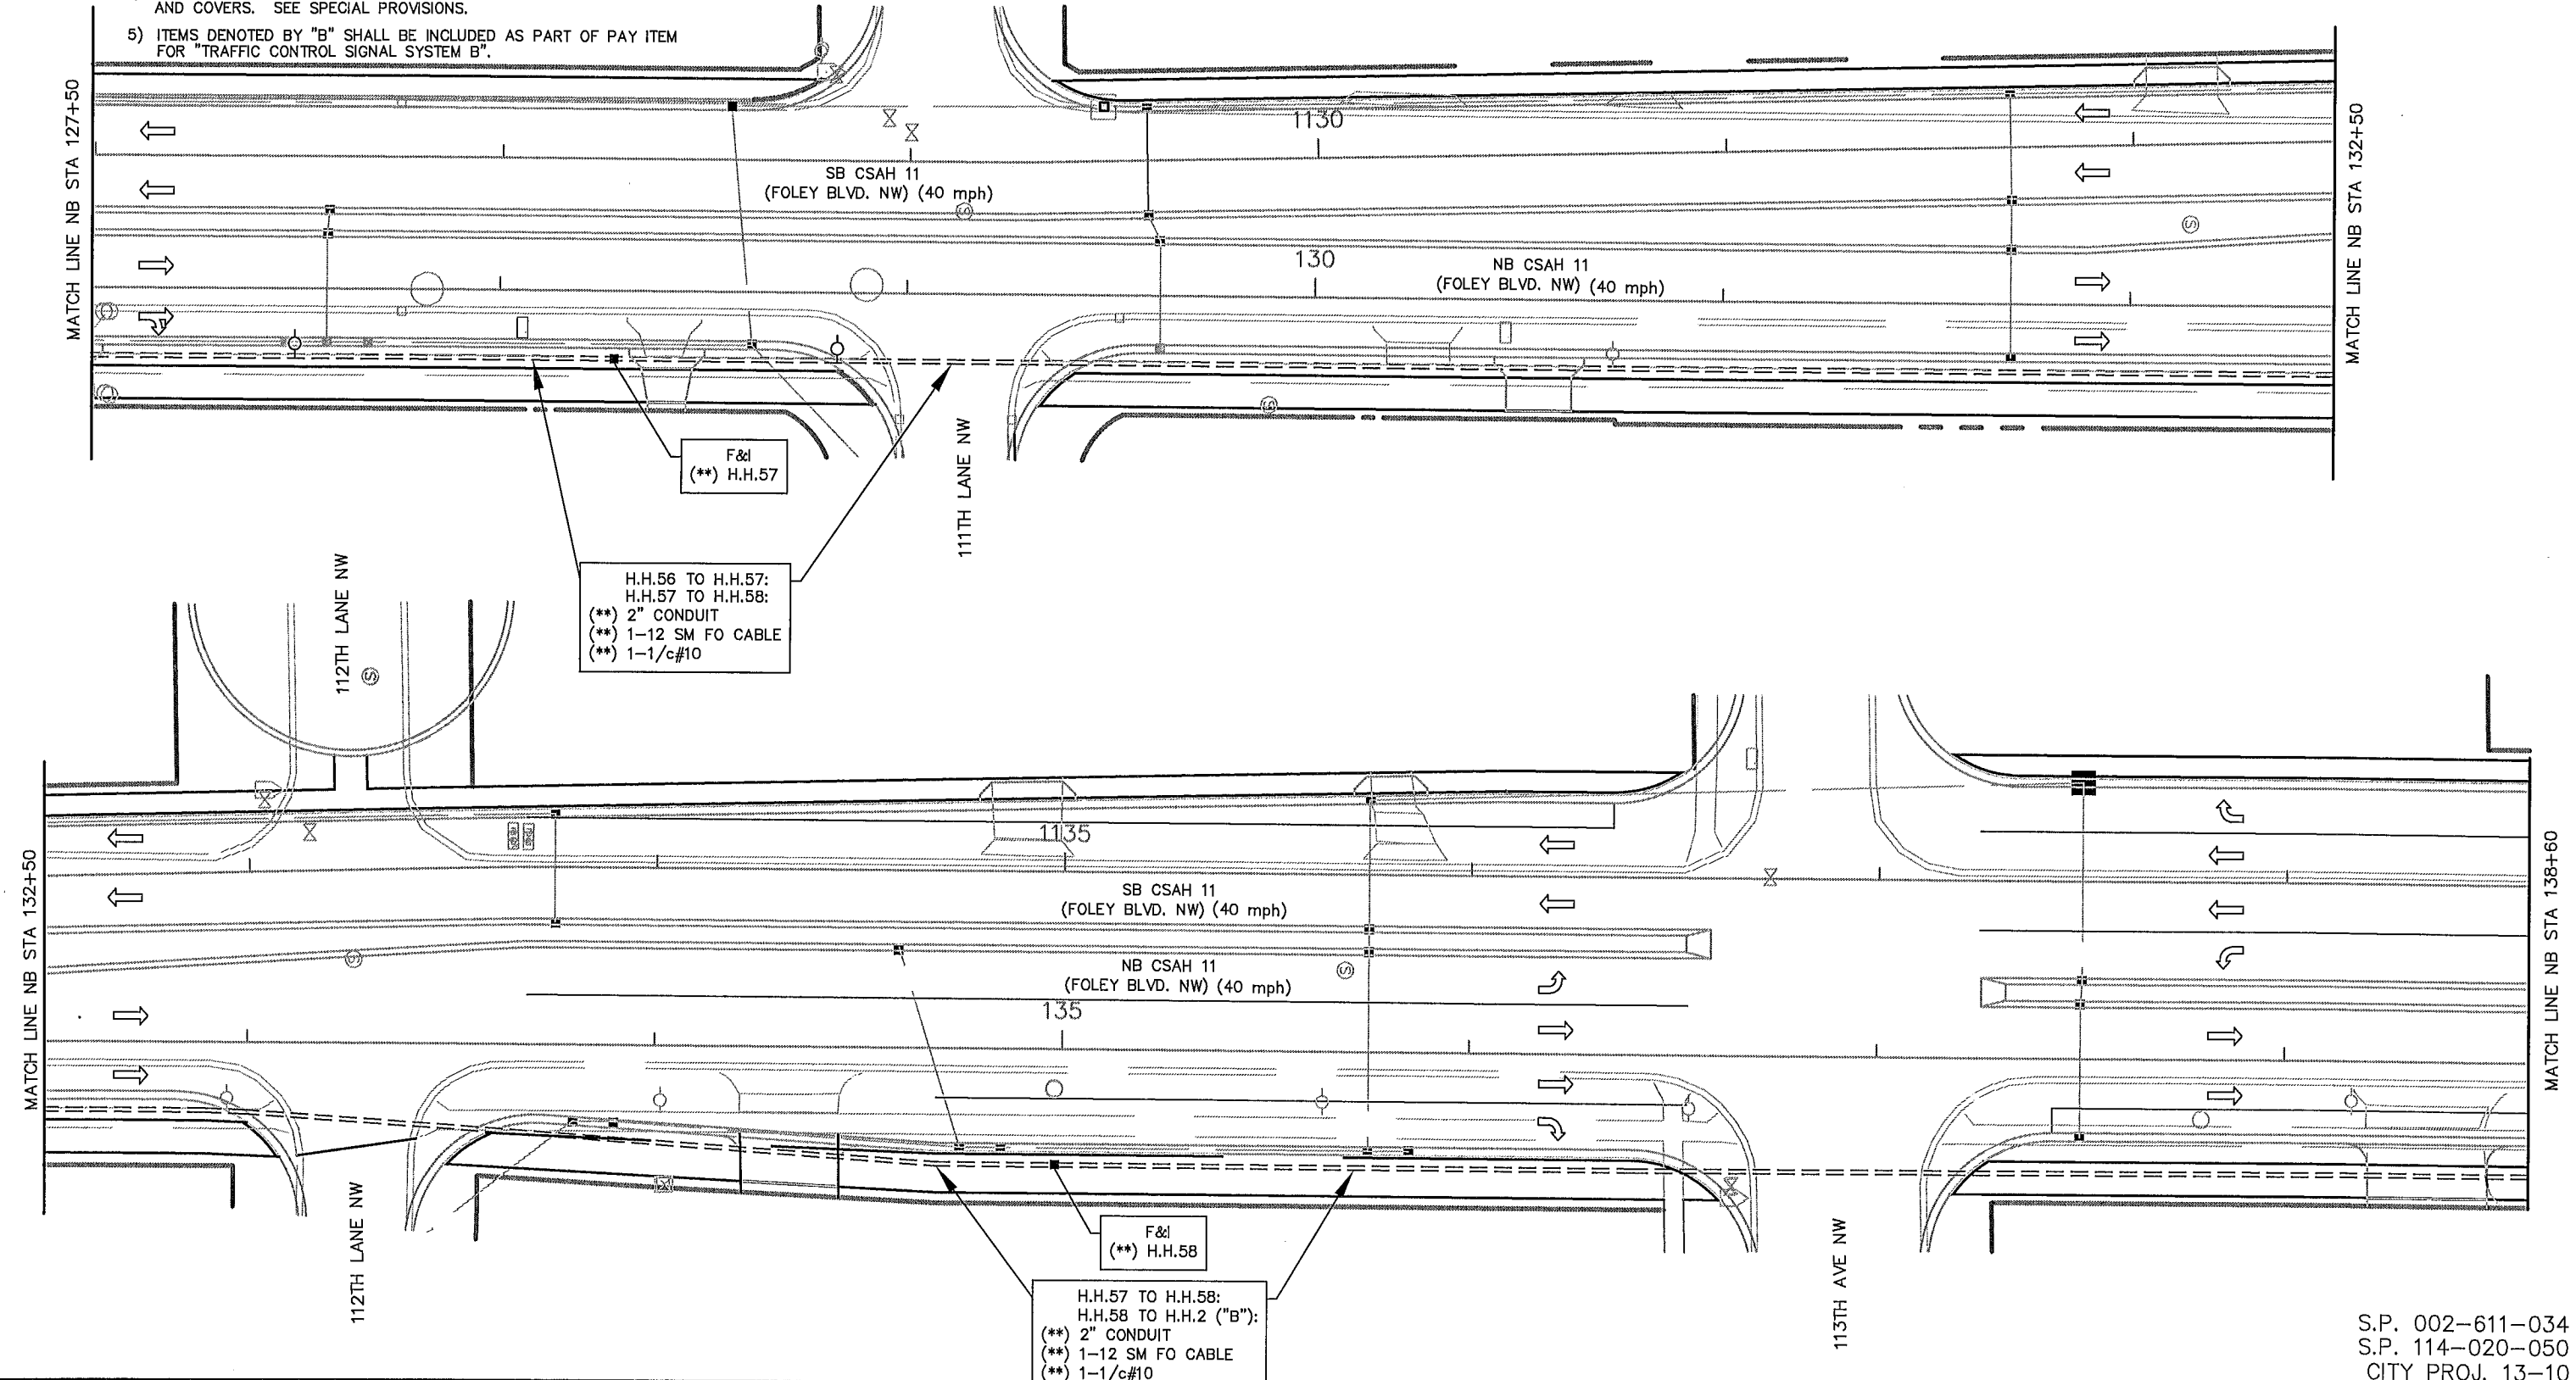 AND COVERS. SEE SPECIAL PROVISIONS.
5) ITEMS DENOTED BY "B" SHALL BE INCLUDED AS PART OF PAY ITEM
FOR "TRAFFIC CONTROL SIGNAL SYSTEM B".
MATCH LINE NB STA 127+50
1130
SB CSAH 11
(FOLEY BLVD. NW) (40 mph)
S
S
130
NB CSAH 11
(FOLEY BLVD. NW) (40 mph)
MATCH LINE NB STA 132+50
S
F&I
(**) H.H.57
111TH LANE NW
H.H.56 TO H.H.57:
H.H.57 TO H.H.58:
(**) 2" CONDUIT
(**) 1-12 SM FO CABLE
(**) 1-1/c#10
112TH LANE NW
S
MATCH LINE NB STA 132+50
1135
SB CSAH 11
(FOLEY BLVD. NW) (40 mph)
S
NB CSAH 11
(FOLEY BLVD. NW) (40 mph)
S
135
MATCH LINE NB STA 138+60
112TH LANE NW
F&I
(**) H.H.58
H.H.57 TO H.H.58:
H.H.58 TO H.H.2 ("B"):
(**) 2" CONDUIT
(**) 1-12 SM FO CABLE
(**) 1-1/c#10
113TH AVE NW
S.P. 002-611-034
S.P. 114-020-050
CITY PROJ. 13-10